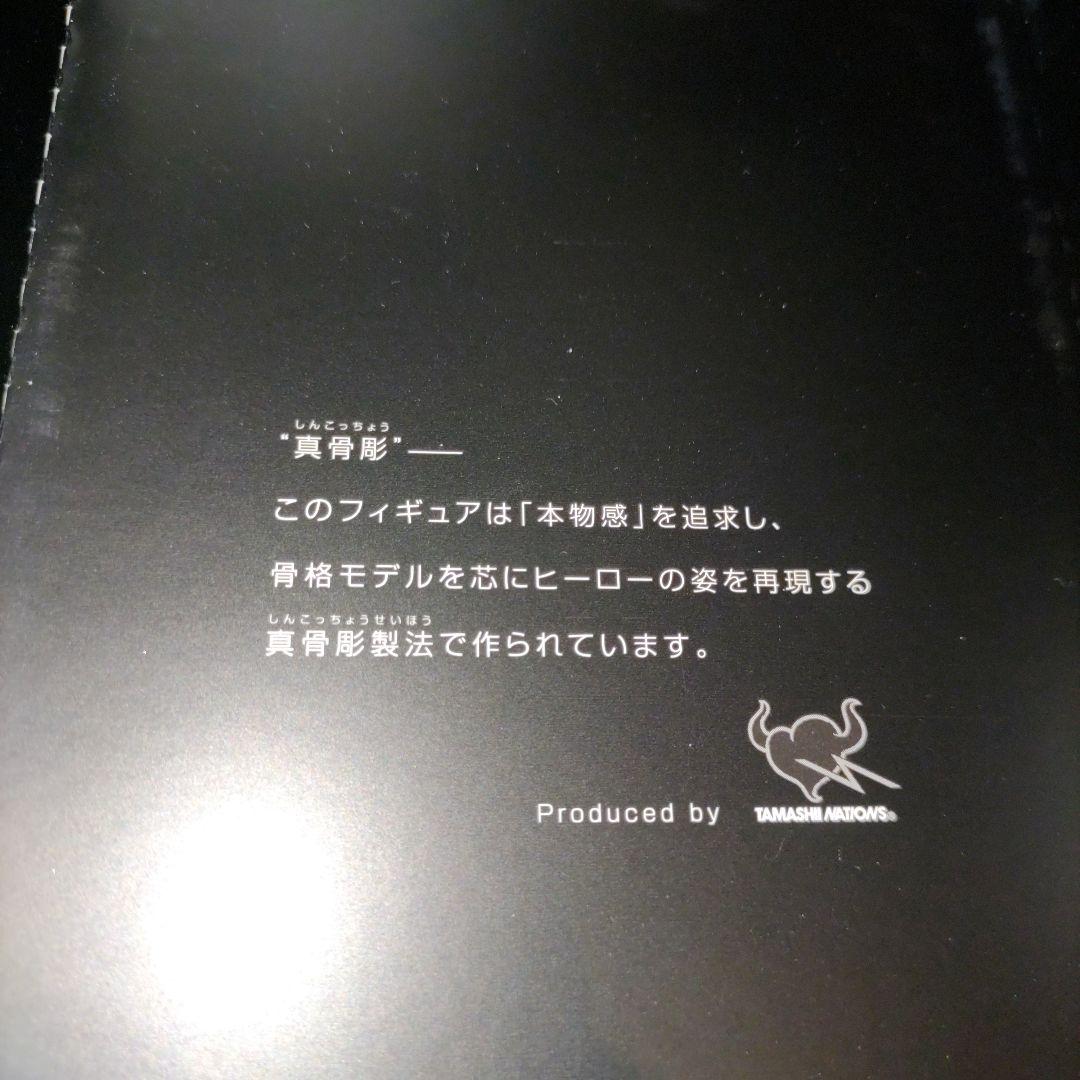 しんこっちょう
“真骨彫”――
このフィギュアは「本物感」を追求し、
骨格モデルを芯にヒーローの姿を再現する
しんこっちょうせいほう
真骨彫製法で作られています。
Produced by TAMASHII NATIONS®